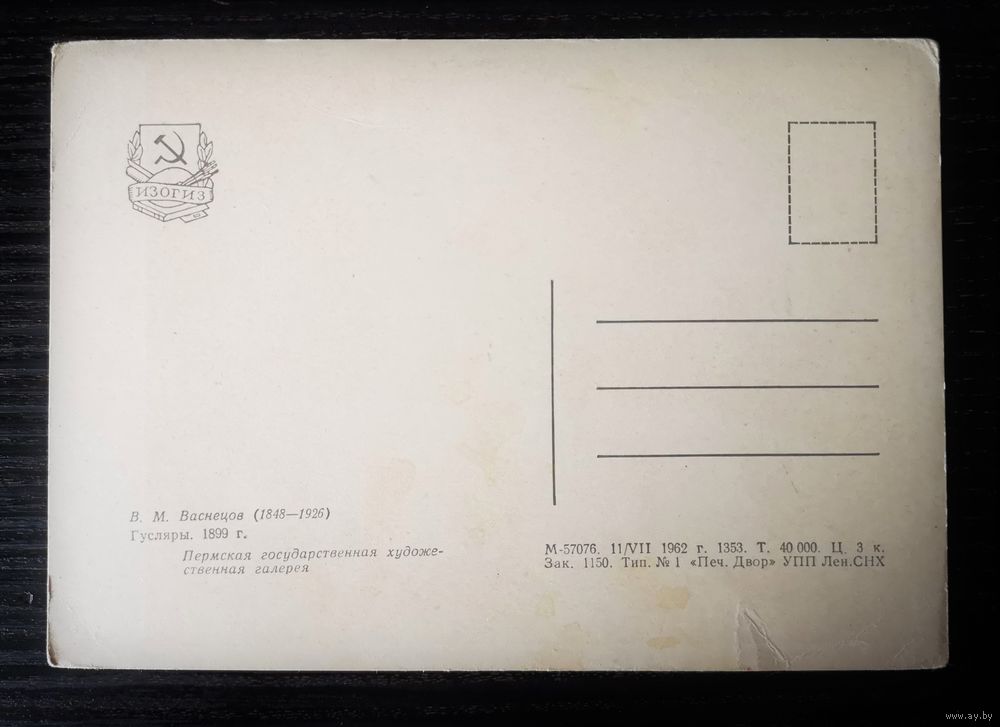 ИЗОГИЗ
В. М. Васнецов (1848—1926)
Гусляры. 1899 г.
Пермская государственная художе-
ственная галерея
М-57076. 11/VII 1962 г. 1353. Т. 40 000. Ц. 3 к.
Зак. 1150. Тип. № 1 «Печ. Двор» УПП Лен.СНХ
www.ay.by